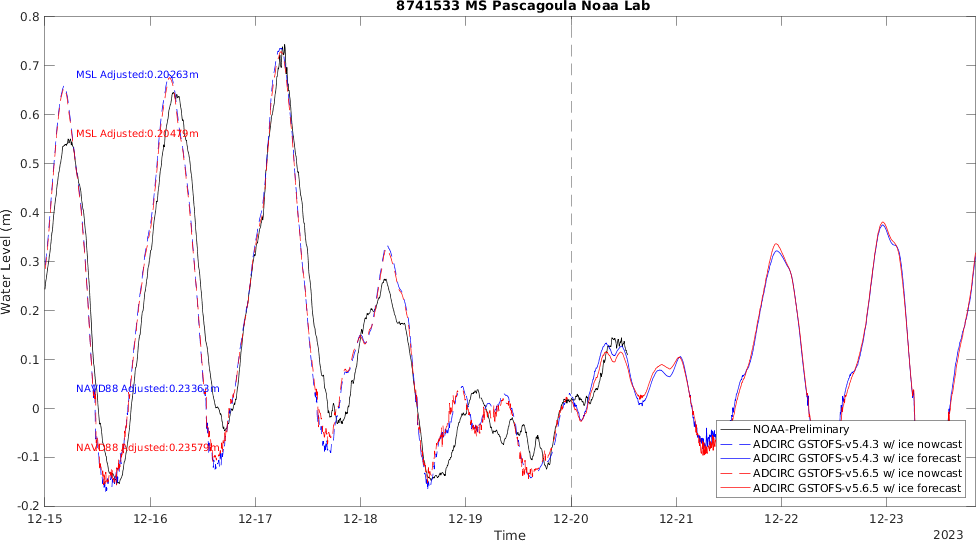 8741533 MS Pascagoula Noaa Lab
0.8
0.7
0.6
0.5
0.4
0.3
0.2
0.1
0
-0.1
-0.2
Water Level (m)
MSL Adjusted:0.20263m
MSL Adjusted:0.20479m
NAVD88 Adjusted:0.23363m
NAVD88 Adjusted:0.23579m
NOAA-Preliminary
ADCIRC GSTOFS-v5.4.3 w/ ice nowcast
ADCIRC GSTOFS-v5.4.3 w/ ice forecast
ADCIRC GSTOFS-v5.6.5 w/ ice nowcast
ADCIRC GSTOFS-v5.6.5 w/ ice forecast
12-15 12-16 12-17 12-18 12-19 12-20 12-21 12-22 12-23
Time
2023